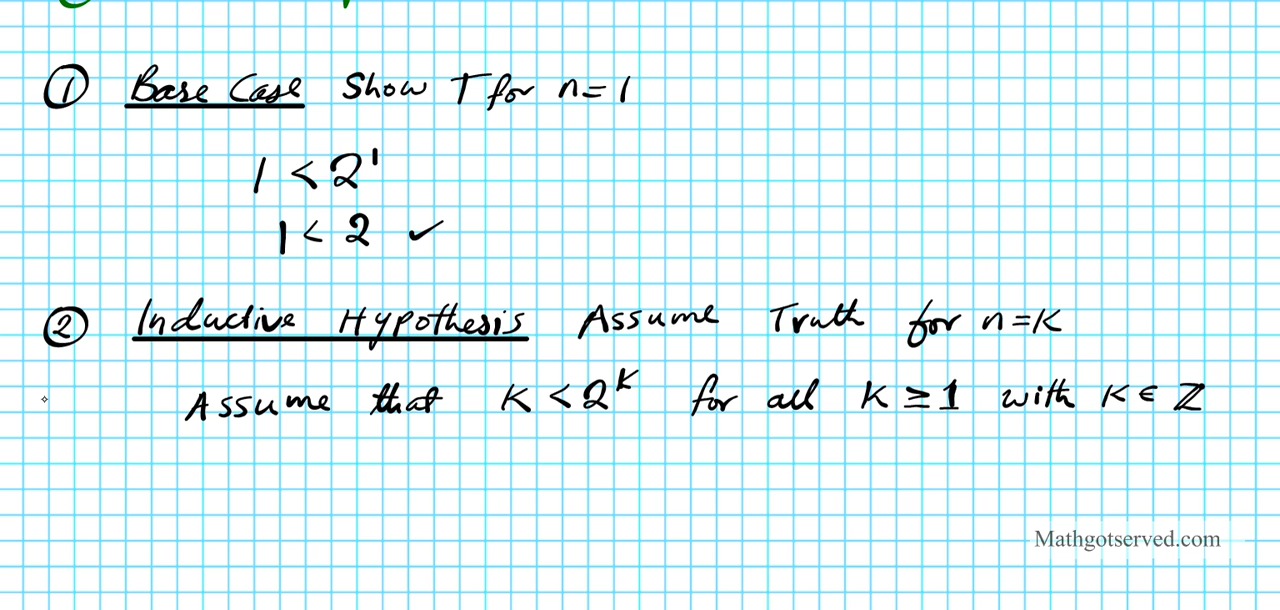 ① Base Case Show T for n=1
1 < 2¹
1 < 2 ✓
② Inductive Hypothesis Assume Truth for n=K
Assume that K < 2ᴷ for all K ≥ 1 with K ∈ ℤ
Mathgotserved.com